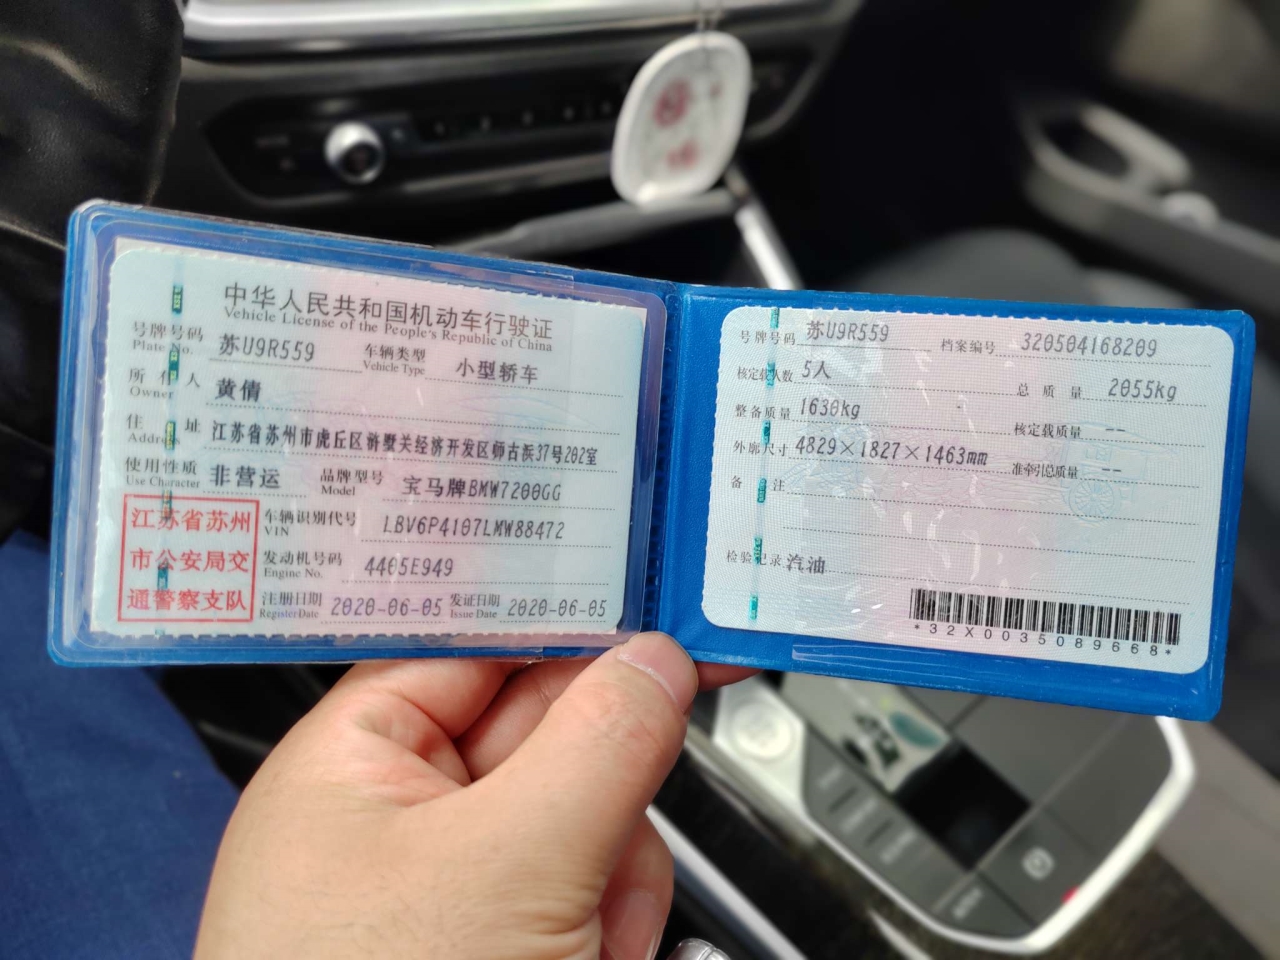 中华人民共和国机动车行驶证
Vehicle License of the People's Republic of China
号牌号码 苏U9R559 车辆类型 小型轿车
Plate No. Vehicle Type
所有人 黄倩
Owner
住址 江苏省苏州市虎丘区浒墅关经济开发区师古浜37号202室
Address
使用性质 非营运 品牌型号 宝马牌BMW7200GG
Use Character Model
江苏省苏州
市公安局交
通警察支队
车辆识别代号 LBV6P4107LMW88472
VIN
发动机号码 4405E949
Engine No.
注册日期 2020-06-05 发证日期 2020-06-05
Register Date Issue Date
号牌号码 苏U9R559 档案编号 320504168209
核定载人数 5人 总质量 2055kg
整备质量 1630kg 核定载质量 --
外廓尺寸 4829×1827×1463mm 准牵引总质量 --
备注
检验记录 汽油
*32X0035089668*